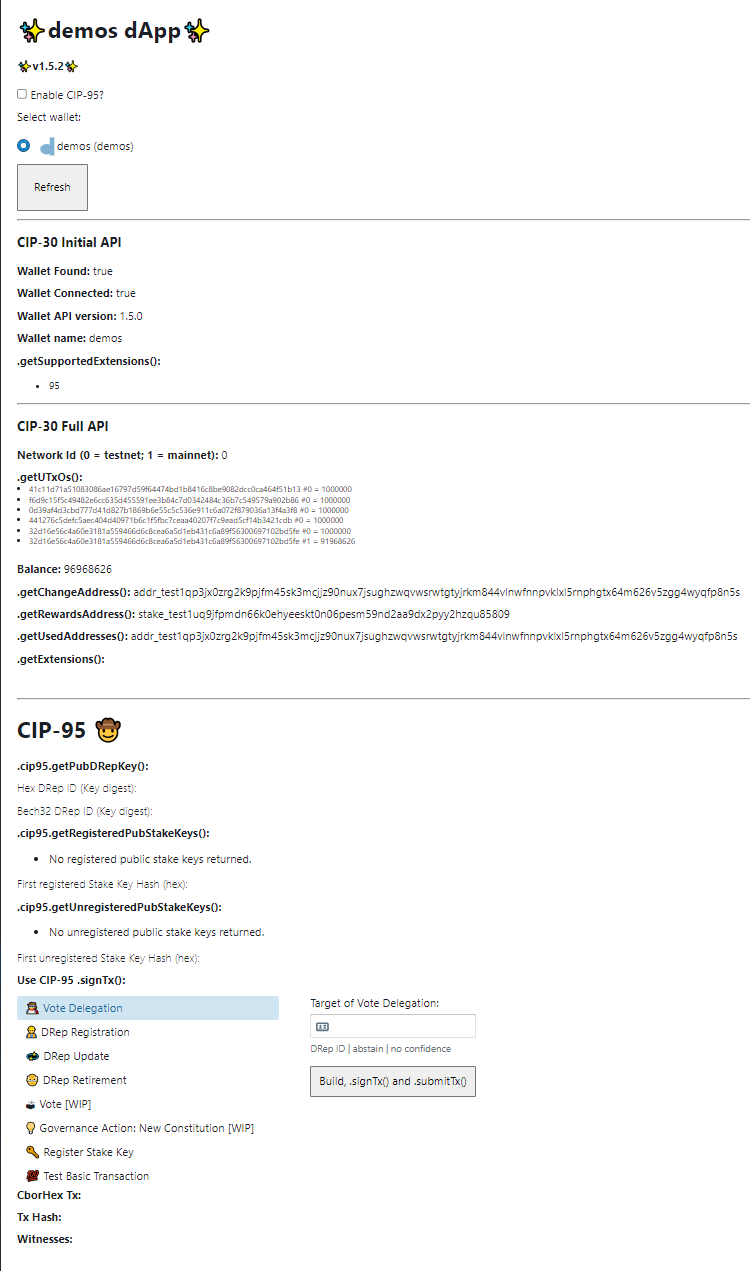 ✨demos dApp✨
✨v1.5.2✨
Enable CIP-95?
Select wallet:
demos (demos)
Refresh
CIP-30 Initial API
Wallet Found: true
Wallet Connected: true
Wallet API version: 1.5.0
Wallet name: demos
.getSupportedExtensions():
• 95
CIP-30 Full API
Network Id (0 = testnet; 1 = mainnet): 0
.getUTxOs():
• 41c11d71a51083086ae16797d59f64474bd1b8416c8be9082dcc0ca464f51b13 #0 = 1000000
• f6d9c15f5c49482e6cc635d455591ee3b84c7d0342484c36b7c549579a902b86 #0 = 1000000
• 0d39af4d3cbd777d41d827b1869b6e55c5c536e911c6a072f879036a13f4a3f8 #0 = 1000000
• 441276c5defc5aec404d40971b6c1f5fbc7ceaa40207f7c9ead5cf14b3421cdb #0 = 1000000
• 32d16e56c4a60e3181a559466d6c8cea6a5d1eb431c6a89f56300697102bd5fe #0 = 1000000
• 32d16e56c4a60e3181a559466d6c8cea6a5d1eb431c6a89f56300697102bd5fe #1 = 91968626
Balance: 96968626
.getChangeAddress(): addr_test1qp3jx0zrg2k9pjfm45sk3mcjjz90nux7jsughzwqvwsrwtgtyjrkm844vlnwfnnpvklxl5rnphgtx64m626v5zgg4wyqfp8n5s
.getRewardsAddress(): stake_test1uq9jfpmdn66k0ehyeeskt0n06pesm59nd2aa9dx2pyy2hzqu85809
.getUsedAddresses(): addr_test1qp3jx0zrg2k9pjfm45sk3mcjjz90nux7jsughzwqvwsrwtgtyjrkm844vlnwfnnpvklxl5rnphgtx64m626v5zgg4wyqfp8n5s
.getExtensions():
CIP-95 🤠
.cip95.getPubDRepKey():
Hex DRep ID (Key digest):
Bech32 DRep ID (Key digest):
.cip95.getRegisteredPubStakeKeys():
• No registered public stake keys returned.
First registered Stake Key Hash (hex):
.cip95.getUnregisteredPubStakeKeys():
• No unregistered public stake keys returned.
First unregistered Stake Key Hash (hex):
Use CIP-95 .signTx():
Vote Delegation
DRep Registration
DRep Update
DRep Retirement
Vote [WIP]
Governance Action: New Constitution [WIP]
Register Stake Key
Test Basic Transaction
Target of Vote Delegation:
DRep ID | abstain | no confidence
Build, .signTx() and .submitTx()
CborHex Tx:
Tx Hash:
Witnesses: